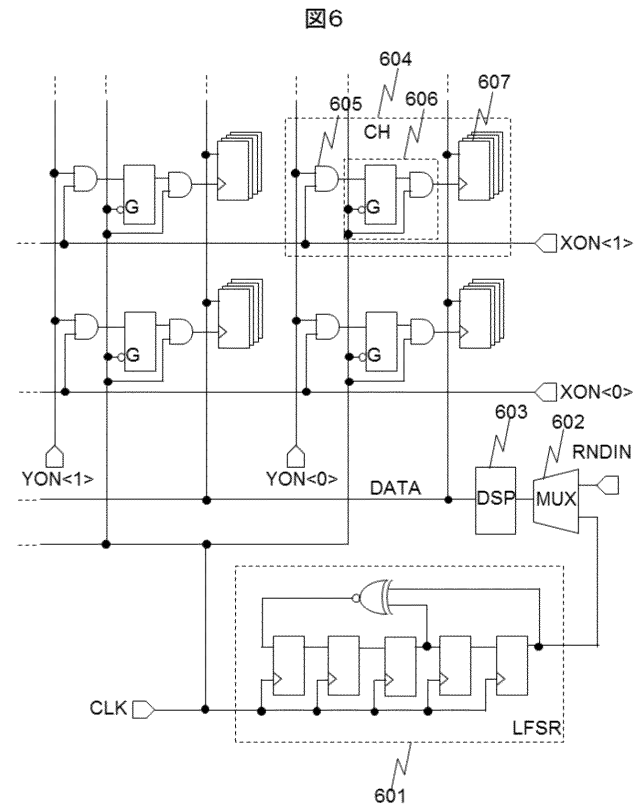 図6
604
607
605
606
CH
G
G
XON<1>
G
G
XON<0>
603
602
RNDIN
YON<1>
YON<0>
DATA
DSP
MUX
CLK
LFSR
601